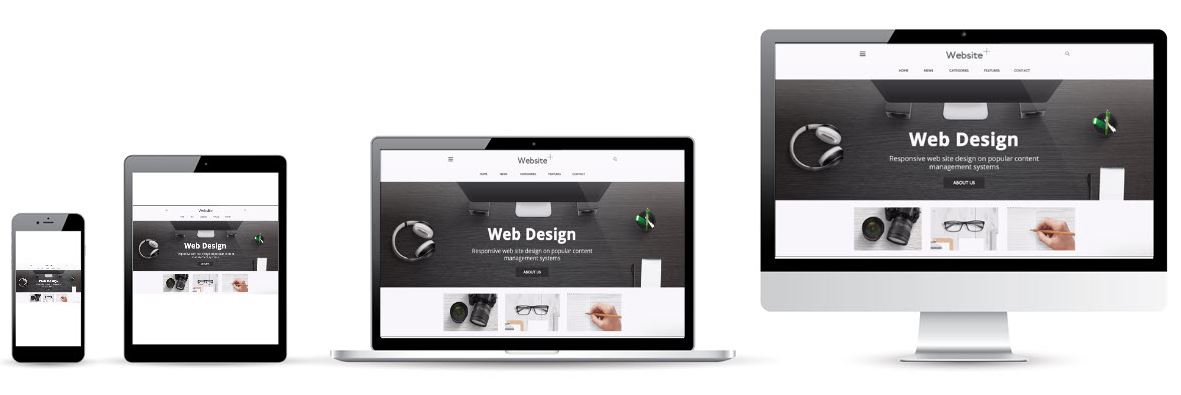 Web Design
Website
Web Design
Website+
HOME NEWS CATEGORIES FEATURES CONTACT
Web Design
Responsive web site design on popular content
management systems
ABOUT US
Website+
HOME NEWS CATEGORIES FEATURES CONTACT
Web Design
Responsive web site design on popular content
management systems
ABOUT US